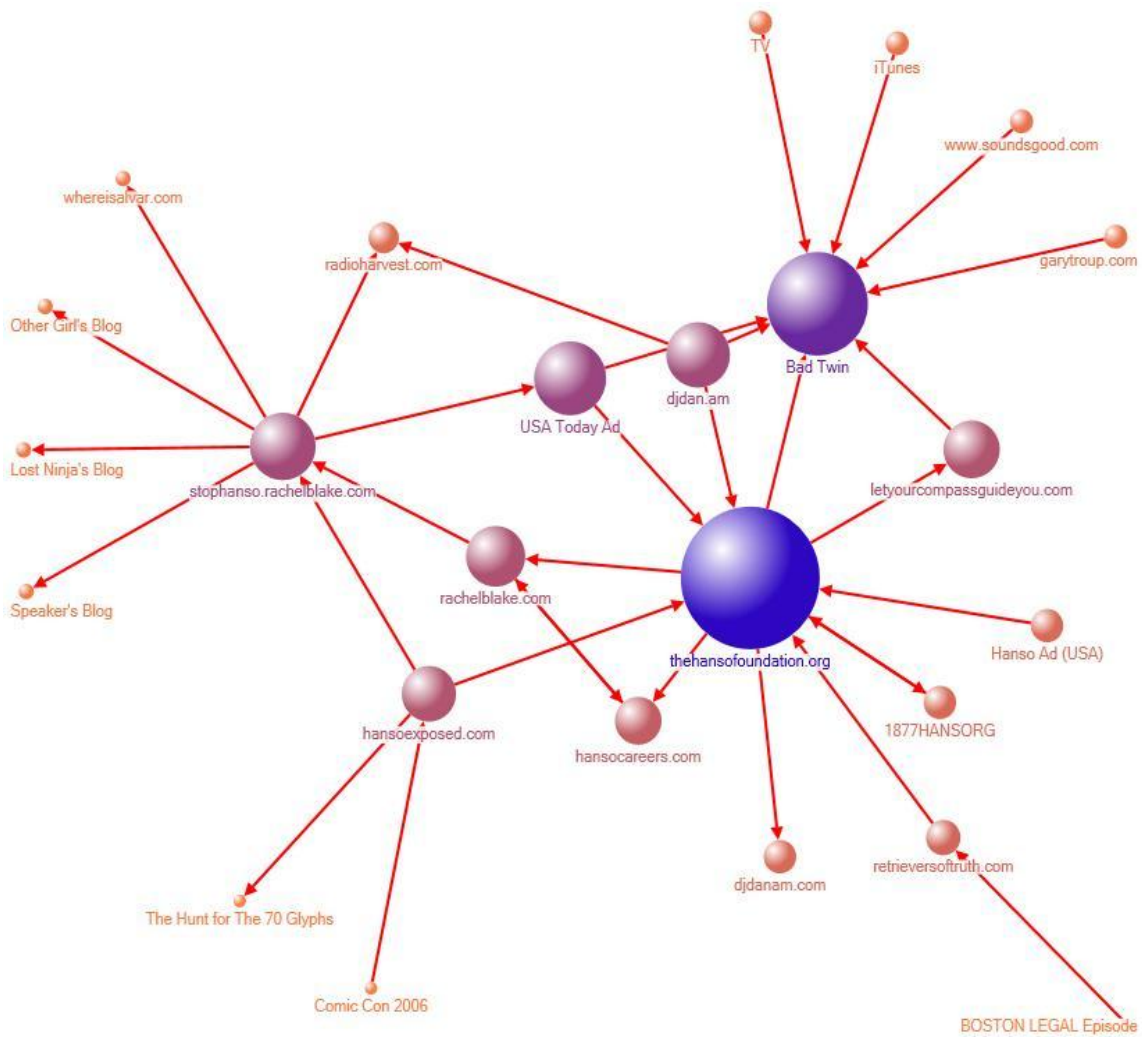 TV
iTunes
www.soundsgood.com
whereisalvar.com
radioharvest.com
garytroup.com
Other Girl's Blog
Bad Twin
djdan.am
USA Today Ad
Lost Ninja's Blog
stophanso.rachelblake.com
letyourcompassguideyou.com
rachelblake.com
Speaker's Blog
thehansofoundation.org
Hanso Ad (USA)
hansoexposed.com
1877HANSORG
hansocareers.com
djdanam.com
retrieversoftruth.com
The Hunt for The 70 Glyphs
Comic Con 2006
BOSTON LEGAL Episode